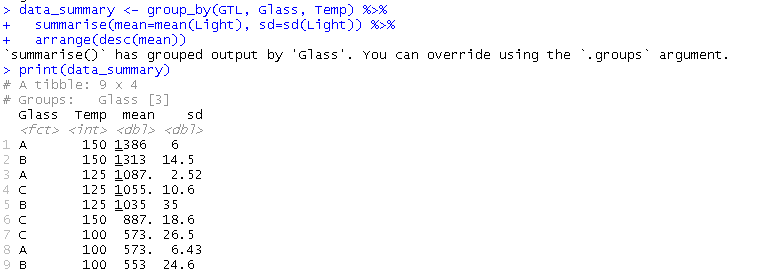 > data_summary <- group_by(GTL, Glass, Temp) %>%
+   summarise(mean=mean(Light), sd=sd(Light)) %>%
+   arrange(desc(mean))
`summarise()` has grouped output by 'Glass'. You can override using the `.groups` argument.
> print(data_summary)
# A tibble: 9 x 4
# Groups:   Glass [3]
  Glass  Temp  mean    sd
  <fct> <int> <dbl> <dbl>
1 A       150 1386   6
2 B       150 1313  14.5
3 A       125 1087.  2.52
4 C       125 1055. 10.6
5 B       125 1035  35
6 C       150  887. 18.6
7 C       100  573. 26.5
8 A       100  573.  6.43
9 B       100  553  24.6